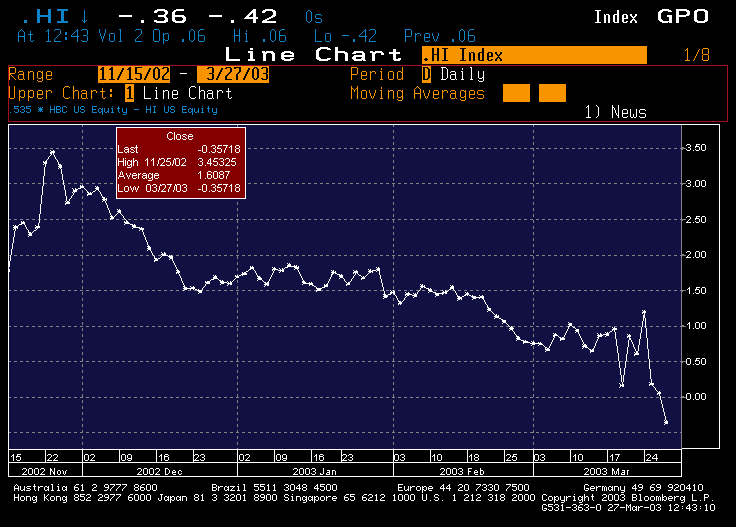 .HI ↓ -.36 -.42 0s Index GPO
At 12:43 Vol 2 Op .06 Hi .06 Lo -.42 Prev .06
Line Chart .HI Index 1/8
Range 11/15/02 - 3/27/03 Period D Daily
Upper Chart: 1 Line Chart Moving Averages
.535 * HBC US Equity - HI US Equity
1) News
Close
Last -0.35718
High 11/25/02 3.45325
Average 1.6087
Low 03/27/03 -0.35718
3.50
3.00
2.50
2.00
1.50
1.00
0.50
0.00
15 22 02 09 16 23 02 09 16 23 03 10 18 25 03 10 17 24
2002 Nov 2002 Dec 2003 Jan 2003 Feb 2003 Mar
Australia 61 2 9777 8600 Brazil 5511 3048 4500 Europe 44 20 7330 7500 Germany 49 69 920410
Hong Kong 852 2977 6000 Japan 81 3 3201 8900 Singapore 65 6212 1000 U.S. 1 212 318 2000 Copyright 2003 Bloomberg L.P.
G531-363-0 27-Mar-03 12:43:10